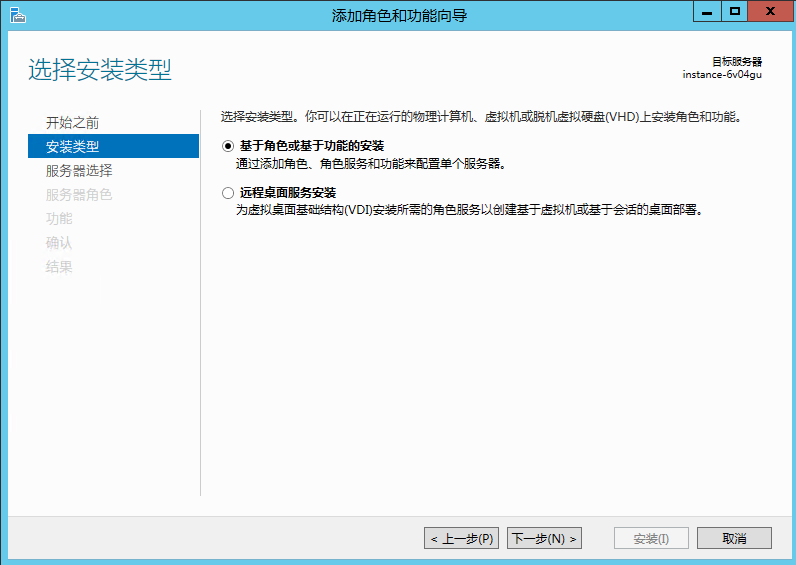 添加角色和功能向导
选择安装类型
目标服务器
instance-6v04gu
开始之前
安装类型
服务器选择
服务器角色
功能
确认
结果
选择安装类型。你可以在正在运行的物理计算机、虚拟机或脱机虚拟硬盘(VHD)上安装角色和功能。
基于角色或基于功能的安装
通过添加角色、角色服务和功能来配置单个服务器。
远程桌面服务安装
为虚拟桌面基础结构(VDI)安装所需的角色服务以创建基于虚拟机或基于会话的桌面部署。
< 上一步(P)
下一步(N) >
安装(I)
取消